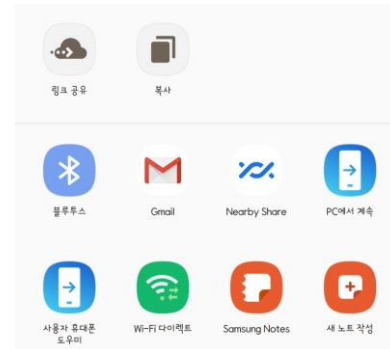 링크 공유
복사
블루투스
Gmail
Nearby Share
PC에서 계속
사용자 휴대폰
도우미
Wi-Fi 다이렉트
Samsung Notes
새 노트 작성